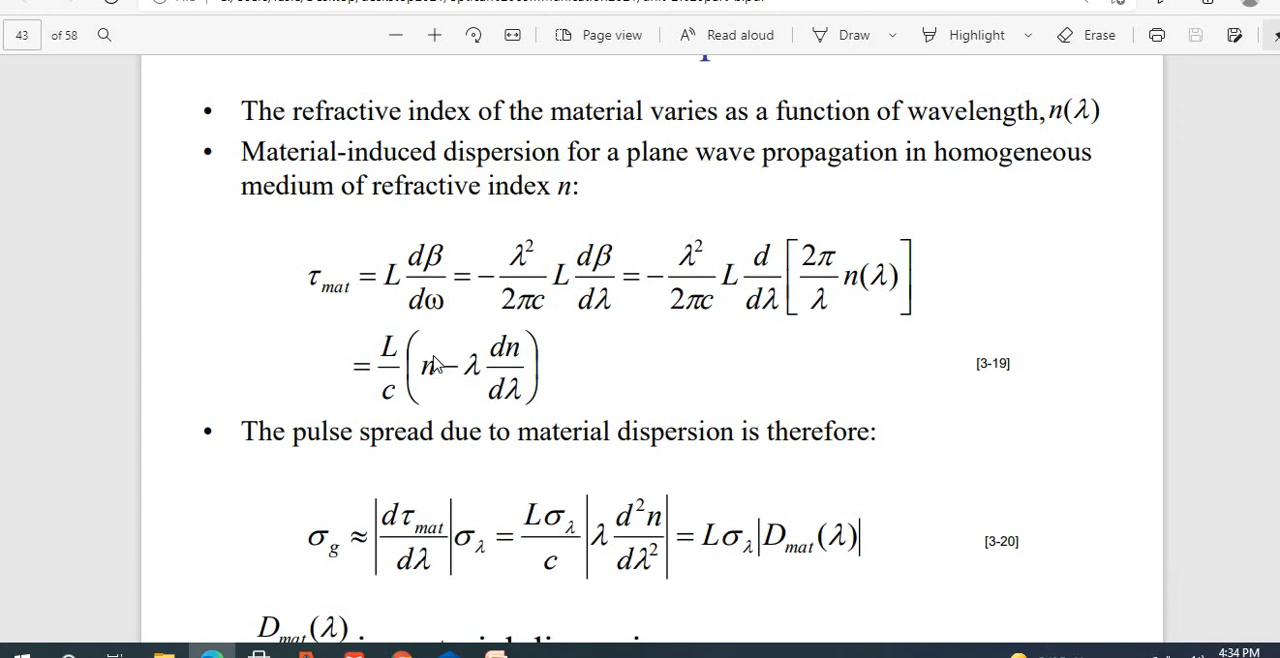 43 of 58 Page view Read aloud Draw Highlight Erase
• The refractive index of the material varies as a function of wavelength, n(λ)
• Material-induced dispersion for a plane wave propagation in homogeneous
medium of refractive index n:
τ_mat = L dβ/dω = − λ²/2πc L dβ/dλ = − λ²/2πc L d/dλ [2π/λ n(λ)]
= L/c (n − λ dn/dλ) [3-19]
• The pulse spread due to material dispersion is therefore:
σ_g ≈ |dτ_mat/dλ| σ_λ = Lσ_λ/c |λ d²n/dλ²| = Lσ_λ|D_mat(λ)| [3-20]
D_mat(λ)
4:34 PM